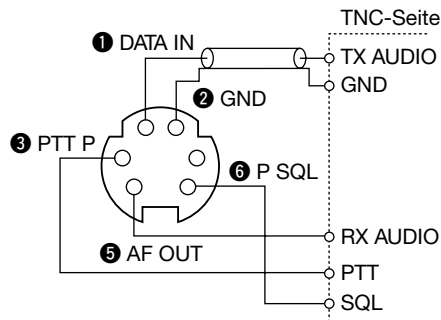 TNC-Seite
❶ DATA IN
TX AUDIO
❷ GND
GND
❸ PTT P
❻ P SQL
❺ AF OUT
RX AUDIO
PTT
SQL